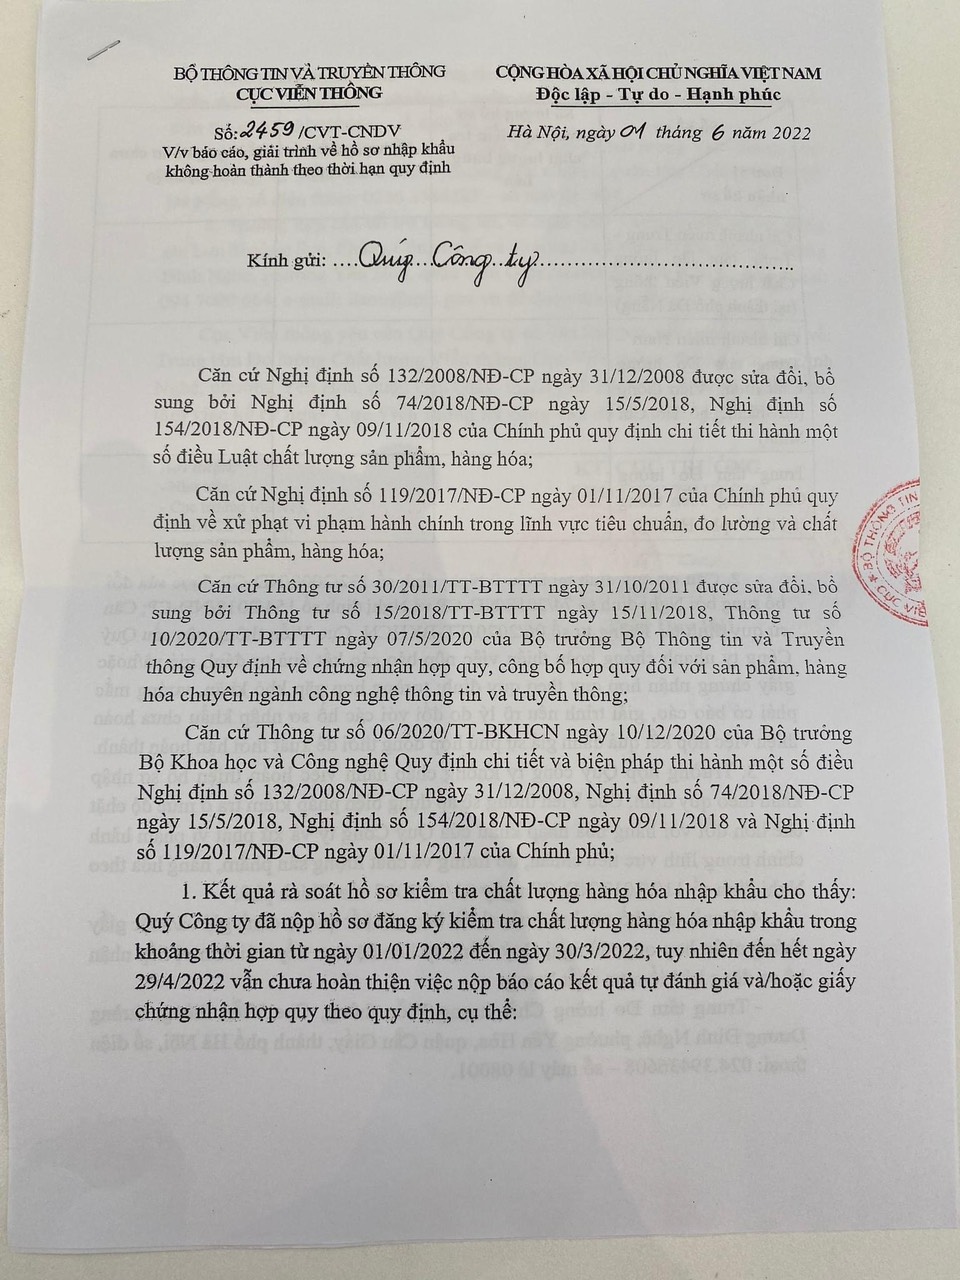 BỘ THÔNG TIN VÀ TRUYỀN THÔNG
CỤC VIỄN THÔNG
CỘNG HÒA XÃ HỘI CHỦ NGHĨA VIỆT NAM
Độc lập - Tự do - Hạnh phúc
Số: 2459 /CVT-CNDV
V/v báo cáo, giải trình về hồ sơ nhập khẩu
không hoàn thành theo thời hạn quy định
Hà Nội, ngày 01 tháng 6 năm 2022
Kính gửi: ....Quý...Công..ty.......................................
Căn cứ Nghị định số 132/2008/NĐ-CP ngày 31/12/2008 được sửa đổi, bổ
sung bởi Nghị định số 74/2018/NĐ-CP ngày 15/5/2018, Nghị định số
154/2018/NĐ-CP ngày 09/11/2018 của Chính phủ quy định chi tiết thi hành một
số điều Luật chất lượng sản phẩm, hàng hóa;
Căn cứ Nghị định số 119/2017/NĐ-CP ngày 01/11/2017 của Chính phủ quy
định về xử phạt vi phạm hành chính trong lĩnh vực tiêu chuẩn, đo lường và chất
lượng sản phẩm, hàng hóa;
Căn cứ Thông tư số 30/2011/TT-BTTTT ngày 31/10/2011 được sửa đổi, bổ
sung bởi Thông tư số 15/2018/TT-BTTTT ngày 15/11/2018, Thông tư số
10/2020/TT-BTTTT ngày 07/5/2020 của Bộ trưởng Bộ Thông tin và Truyền
thông Quy định về chứng nhận hợp quy, công bố hợp quy đối với sản phẩm, hàng
hóa chuyên ngành công nghệ thông tin và truyền thông;
Căn cứ Thông tư số 06/2020/TT-BKHCN ngày 10/12/2020 của Bộ trưởng
Bộ Khoa học và Công nghệ Quy định chi tiết và biện pháp thi hành một số điều
Nghị định số 132/2008/NĐ-CP ngày 31/12/2008, Nghị định số 74/2018/NĐ-CP
ngày 15/5/2018, Nghị định số 154/2018/NĐ-CP ngày 09/11/2018 và Nghị định
số 119/2017/NĐ-CP ngày 01/11/2017 của Chính phủ;
1. Kết quả rà soát hồ sơ kiểm tra chất lượng hàng hóa nhập khẩu cho thấy:
Quý Công ty đã nộp hồ sơ đăng ký kiểm tra chất lượng hàng hóa nhập khẩu trong
khoảng thời gian từ ngày 01/01/2022 đến ngày 30/3/2022, tuy nhiên đến hết ngày
29/4/2022 vẫn chưa hoàn thiện việc nộp báo cáo kết quả tự đánh giá và/hoặc giấy
chứng nhận hợp quy theo quy định, cụ thể:
BỘ THÔNG TIN
CỤC